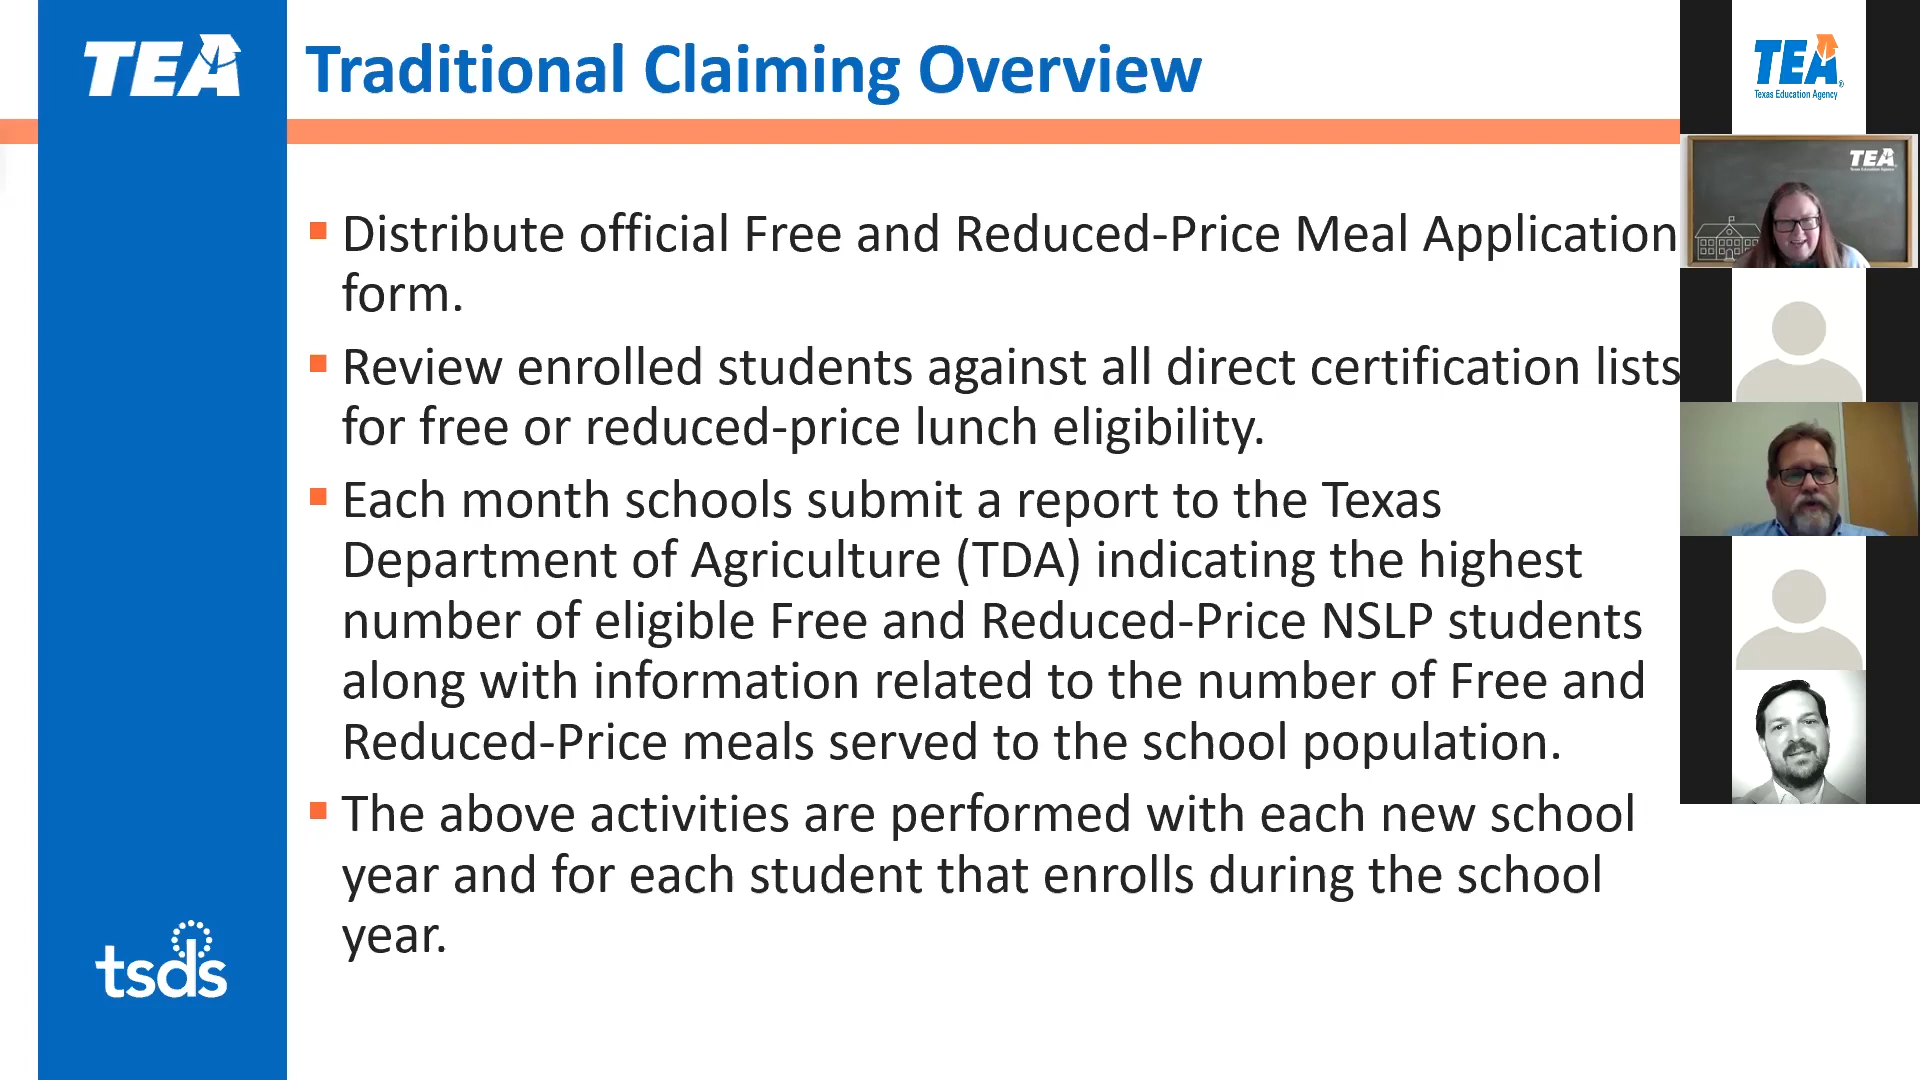 TEA
Traditional Claiming Overview
Distribute official Free and Reduced-Price Meal Application
form.
Review enrolled students against all direct certification lists
for free or reduced-price lunch eligibility.
Each month schools submit a report to the Texas
Department of Agriculture (TDA) indicating the highest
number of eligible Free and Reduced-Price NSLP students
along with information related to the number of Free and
Reduced-Price meals served to the school population.
The above activities are performed with each new school
year and for each student that enrolls during the school
year.
tsds
TEA
Texas Education Agency
TEA
Texas Education Agency